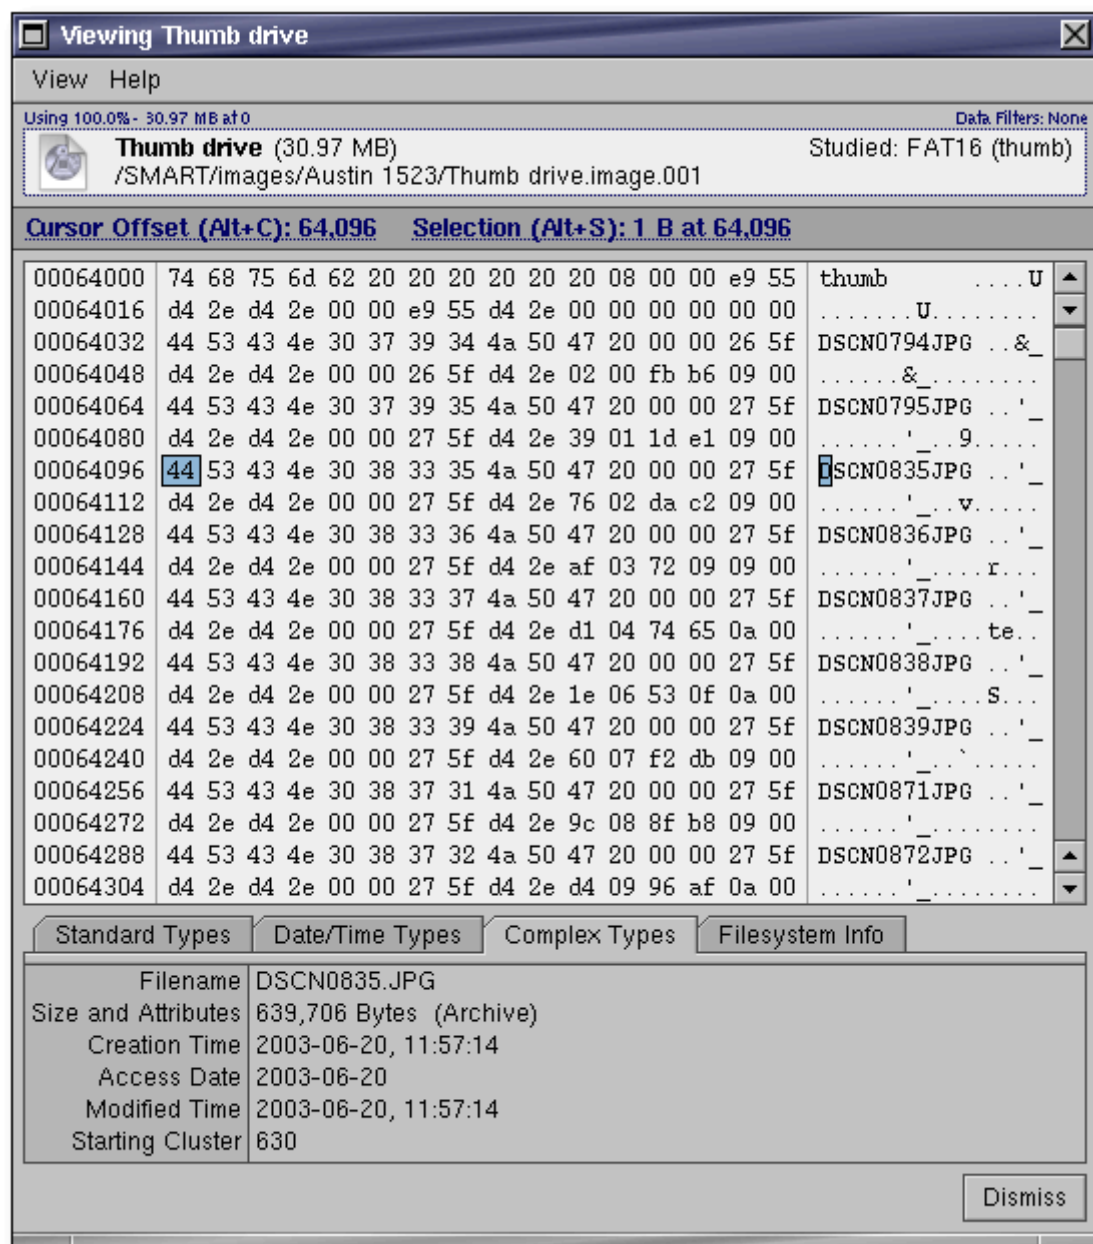 Viewing Thumb drive
View Help
Using 100.0% - 30.97 MB at 0 Data Filters: None
Thumb drive (30.97 MB) Studied: FAT16 (thumb)
/SMART/images/Austin 1523/Thumb drive.image.001
Cursor Offset (Alt+C): 64,096 Selection (Alt+S): 1 B at 64,096
00064000 74 68 75 6d 62 20 20 20 20 20 20 08 00 00 e9 55 thumb ....U
00064016 d4 2e d4 2e 00 00 e9 55 d4 2e 00 00 00 00 00 00 .......U........
00064032 44 53 43 4e 30 37 39 34 4a 50 47 20 00 00 26 5f DSCN0794JPG ..&_
00064048 d4 2e d4 2e 00 00 26 5f d4 2e 02 00 fb b6 09 00 ......&_........
00064064 44 53 43 4e 30 37 39 35 4a 50 47 20 00 00 27 5f DSCN0795JPG ..'_
00064080 d4 2e d4 2e 00 00 27 5f d4 2e 39 01 1d e1 09 00 ......'_..9.....
00064096 44 53 43 4e 30 38 33 35 4a 50 47 20 00 00 27 5f DSCN0835JPG ..'_
00064112 d4 2e d4 2e 00 00 27 5f d4 2e 76 02 da c2 09 00 ......'_..v.....
00064128 44 53 43 4e 30 38 33 36 4a 50 47 20 00 00 27 5f DSCN0836JPG ..'_
00064144 d4 2e d4 2e 00 00 27 5f d4 2e af 03 72 09 09 00 ......'_....r...
00064160 44 53 43 4e 30 38 33 37 4a 50 47 20 00 00 27 5f DSCN0837JPG ..'_
00064176 d4 2e d4 2e 00 00 27 5f d4 2e d1 04 74 65 0a 00 ......'_....te..
00064192 44 53 43 4e 30 38 33 38 4a 50 47 20 00 00 27 5f DSCN0838JPG ..'_
00064208 d4 2e d4 2e 00 00 27 5f d4 2e 1e 06 53 0f 0a 00 ......'_....S...
00064224 44 53 43 4e 30 38 33 39 4a 50 47 20 00 00 27 5f DSCN0839JPG ..'_
00064240 d4 2e d4 2e 00 00 27 5f d4 2e 60 07 f2 db 09 00 ......'_..`.....
00064256 44 53 43 4e 30 38 37 31 4a 50 47 20 00 00 27 5f DSCN0871JPG ..'_
00064272 d4 2e d4 2e 00 00 27 5f d4 2e 9c 08 8f b8 09 00 ......'_........
00064288 44 53 43 4e 30 38 37 32 4a 50 47 20 00 00 27 5f DSCN0872JPG ..'_
00064304 d4 2e d4 2e 00 00 27 5f d4 2e d4 09 96 af 0a 00 ......'_........
Standard Types Date/Time Types Complex Types Filesystem Info
Filename DSCN0835.JPG
Size and Attributes 639,706 Bytes (Archive)
Creation Time 2003-06-20, 11:57:14
Access Date 2003-06-20
Modified Time 2003-06-20, 11:57:14
Starting Cluster 630
Dismiss